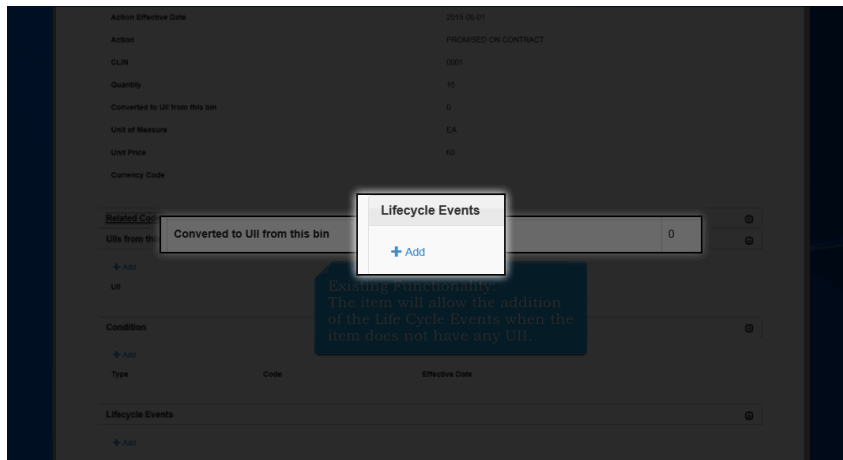 Action Effective Date 2015-06-01
Action PROMISED ON CONTRACT
CLIN 0001
Quantity 15
Converted to UII from this bin 0
Unit of Measure EA
Unit Price 60
Currency Code
Related
Lifecycle Events
UIIs from
Converted to UII from this bin 0
+ Add
+ Add
UII
Existing Functionality:
The item will allow the addition
of the Life Cycle Events when the
item does not have any UII.
Condition
+ Add
Type Code Effective Date
Lifecycle Events
+ Add